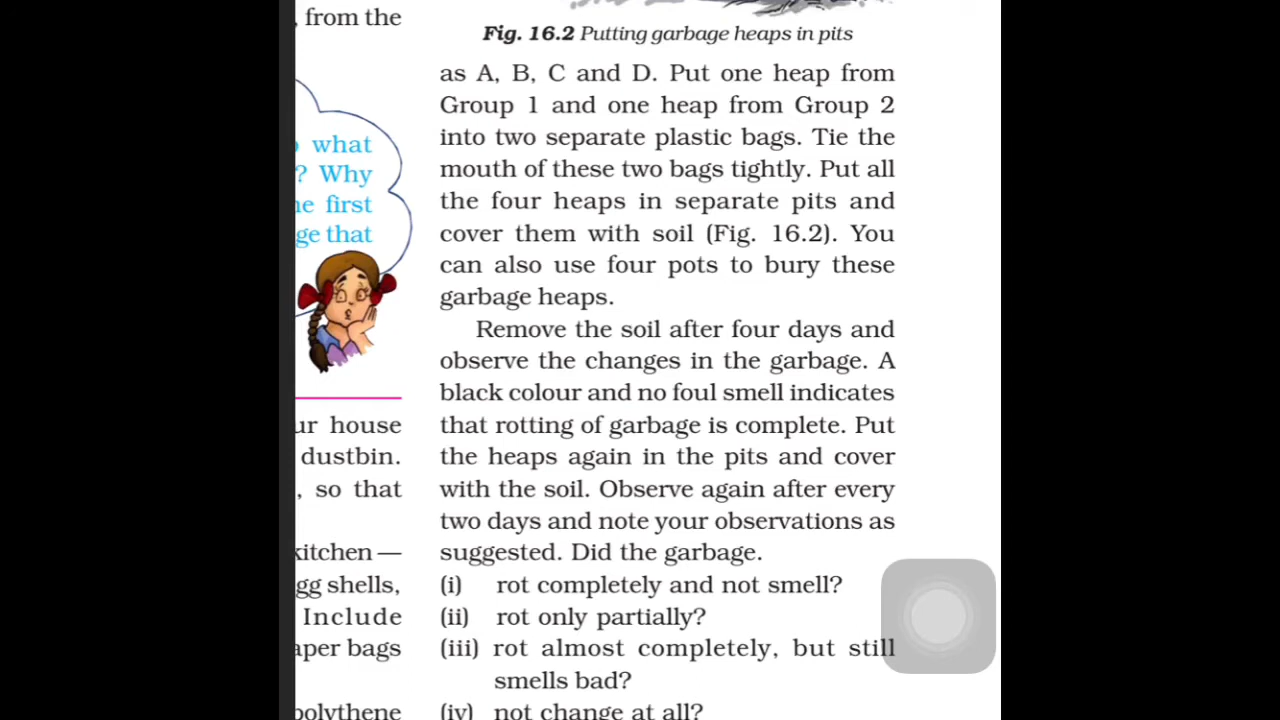 , from the
what
? Why
first
that
ur house
dustbin.
, so that
kitchen —
gg shells,
Include
aper bags
polythene
Fig. 16.2 Putting garbage heaps in pits
as A, B, C and D. Put one heap from
Group 1 and one heap from Group 2
into two separate plastic bags. Tie the
mouth of these two bags tightly. Put all
the four heaps in separate pits and
cover them with soil (Fig. 16.2). You
can also use four pots to bury these
garbage heaps.
Remove the soil after four days and
observe the changes in the garbage. A
black colour and no foul smell indicates
that rotting of garbage is complete. Put
the heaps again in the pits and cover
with the soil. Observe again after every
two days and note your observations as
suggested. Did the garbage.
(i) rot completely and not smell?
(ii) rot only partially?
(iii) rot almost completely, but still
smells bad?
(iv) not change at all?